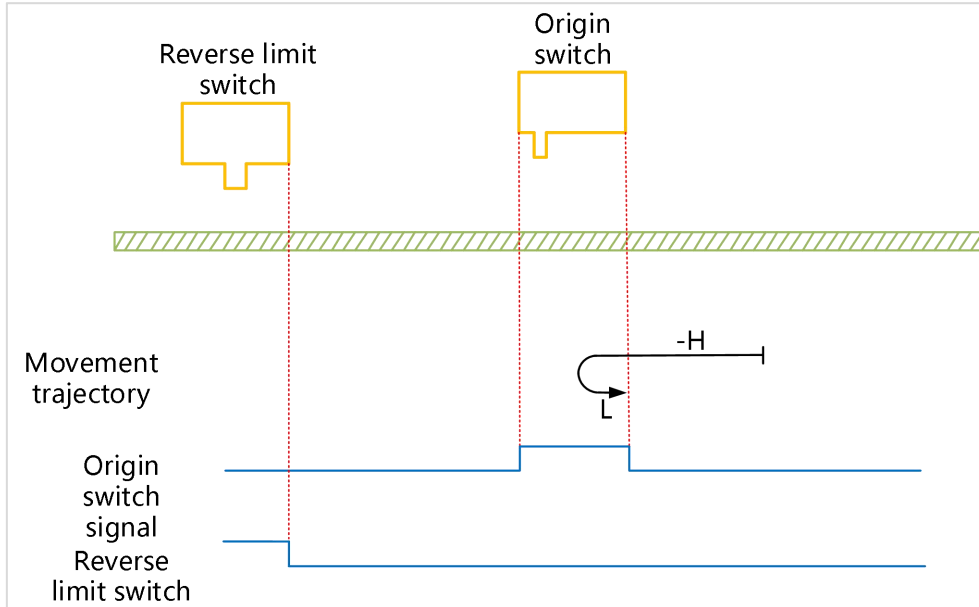 Reverse limit
switch
Origin
switch
Movement
trajectory
-H
L
Origin
switch
signal
Reverse
limit switch